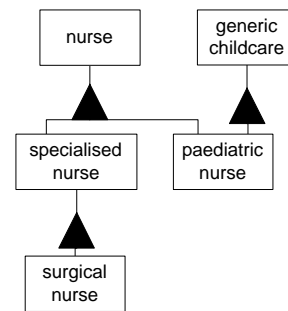 nurse
generic
childcare
specialised
nurse
paediatric
nurse
surgical
nurse